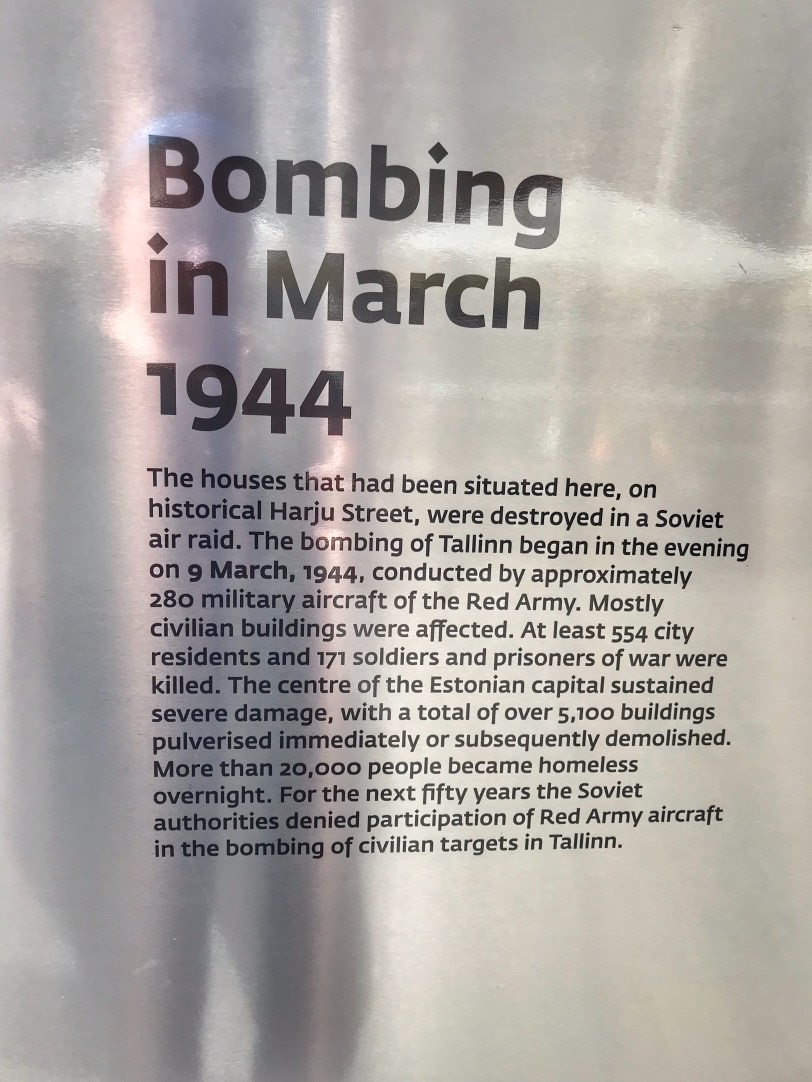 Bombing
in March
1944
The houses that had been situated here, on
historical Harju Street, were destroyed in a Soviet
air raid. The bombing of Tallinn began in the evening
on 9 March, 1944, conducted by approximately
280 military aircraft of the Red Army. Mostly
civilian buildings were affected. At least 554 city
residents and 171 soldiers and prisoners of war were
killed. The centre of the Estonian capital sustained
severe damage, with a total of over 5,100 buildings
pulverised immediately or subsequently demolished.
More than 20,000 people became homeless
overnight. For the next fifty years the Soviet
authorities denied participation of Red Army aircraft
in the bombing of civilian targets in Tallinn.